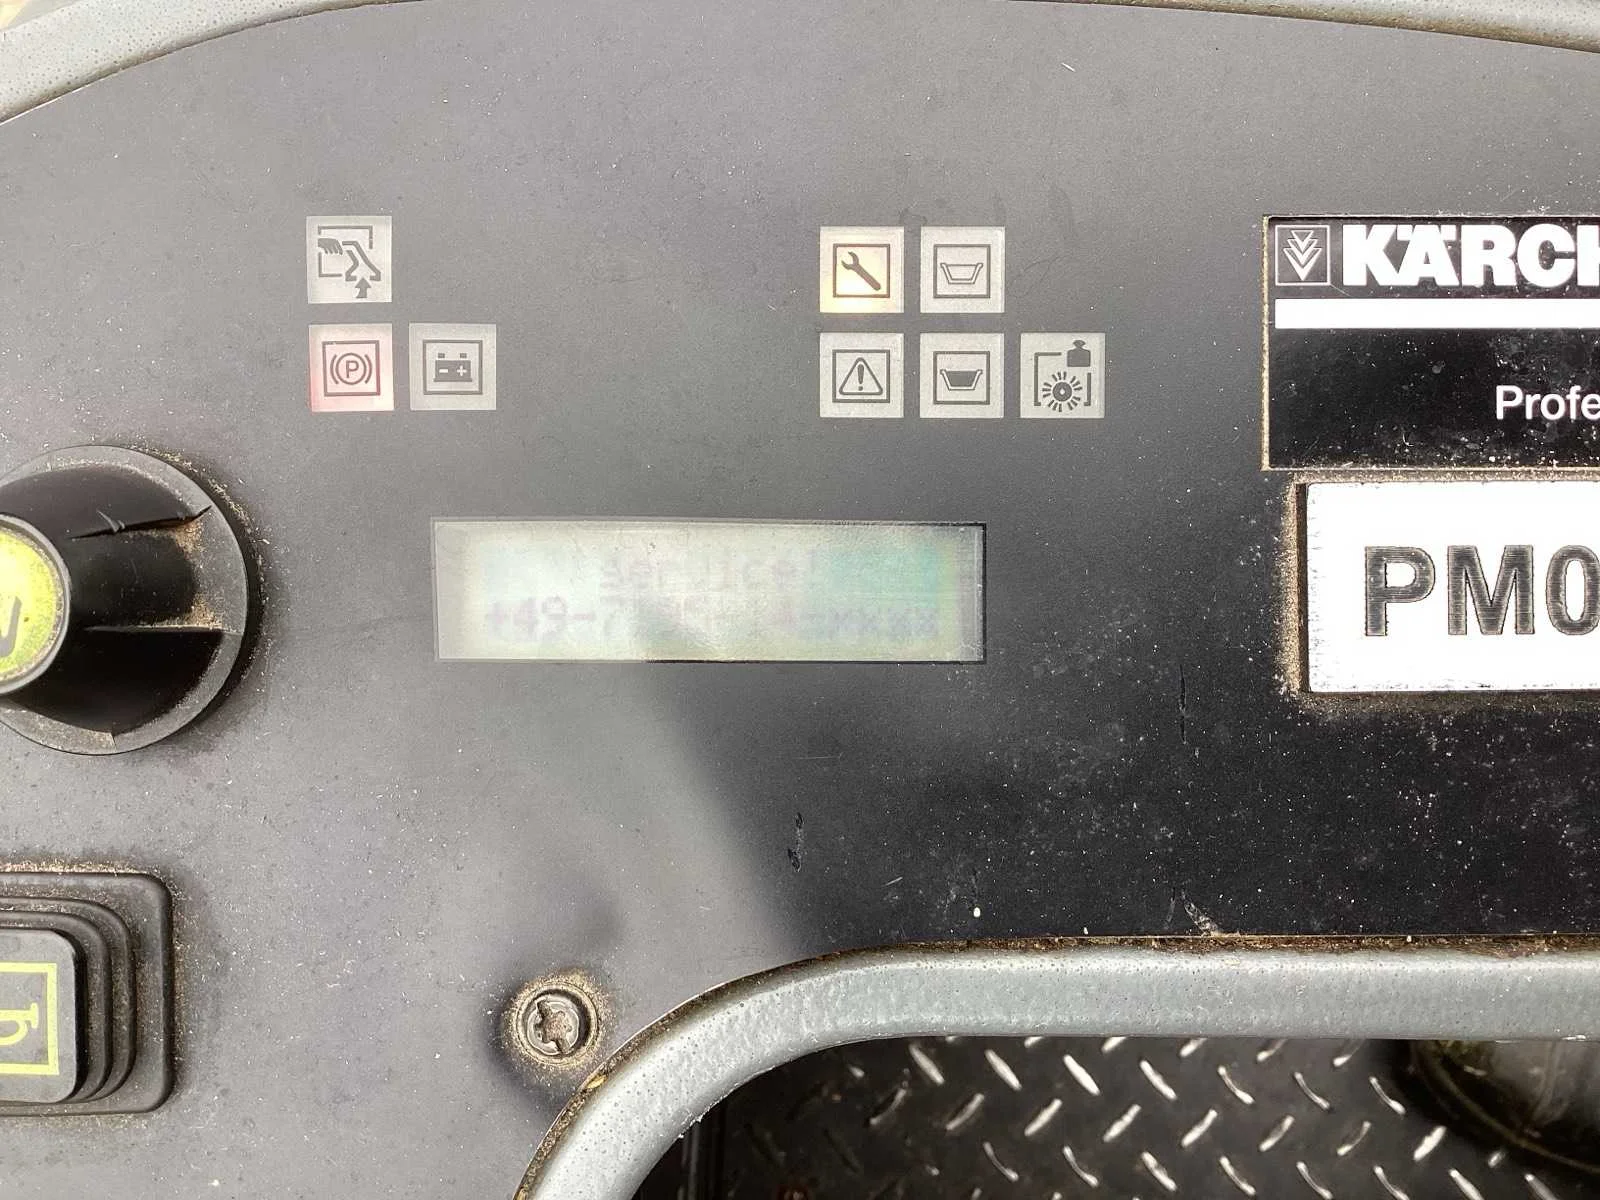 KÄRCH
Profe
PM0
service!
P